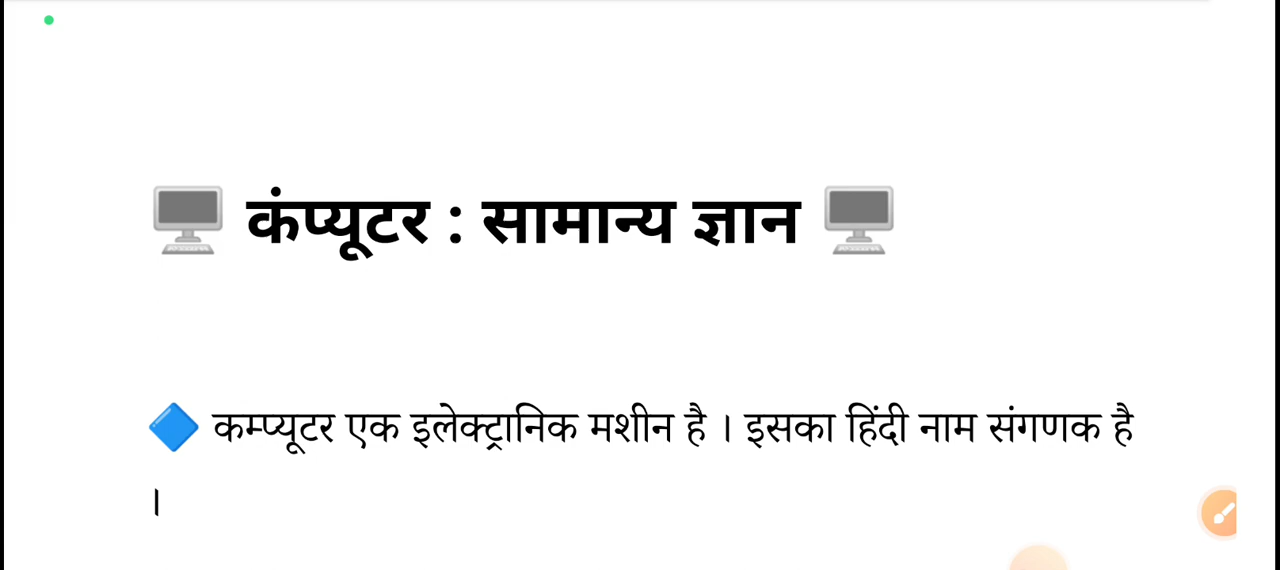 🖥️ कंप्यूटर : सामान्य ज्ञान 🖥️
🔷 कम्प्यूटर एक इलेक्ट्रानिक मशीन है । इसका हिंदी नाम संगणक है
।